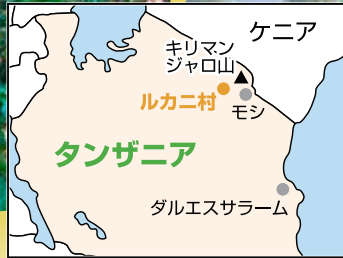 ケニア
キリマン
ジャロ山
ルカニ村
モシ
タンザニア
ダルエスサラーム